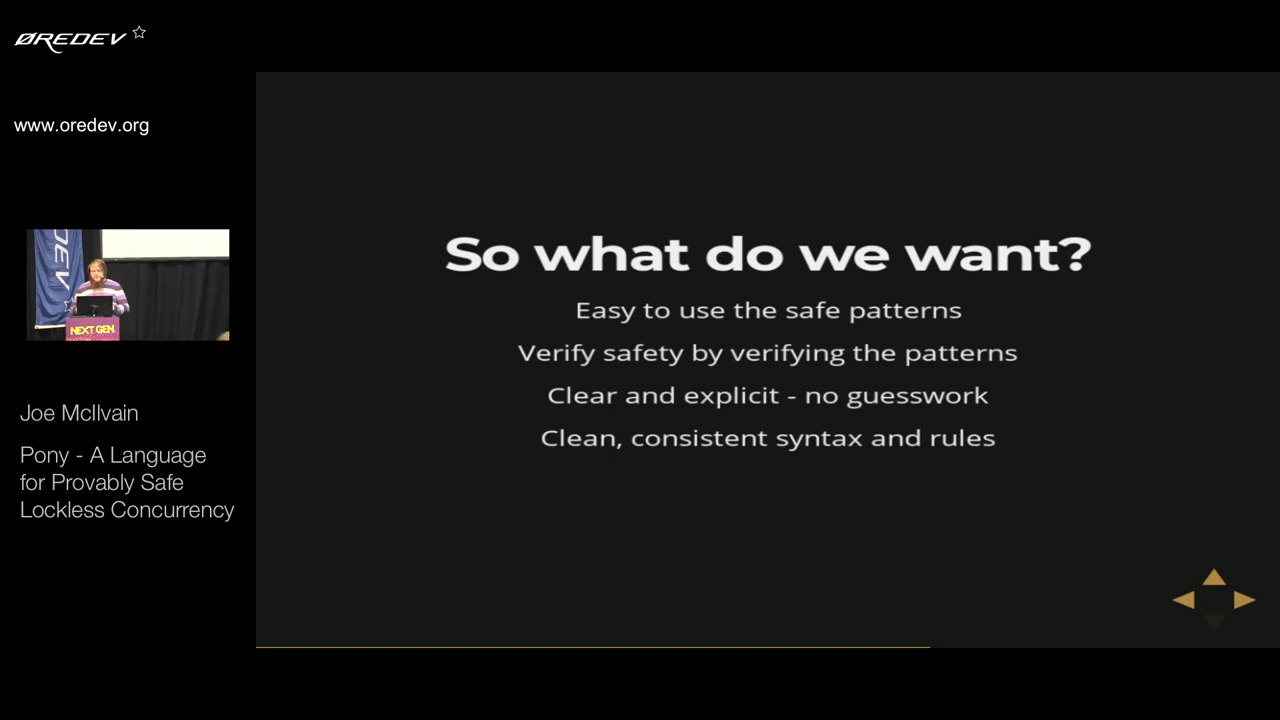 ØREDEV
www.oredev.org
DEV
NEXT GEN.
Joe McIlvain
Pony - A Language
for Provably Safe
Lockless Concurrency
So what do we want?
Easy to use the safe patterns
Verify safety by verifying the patterns
Clear and explicit - no guesswork
Clean, consistent syntax and rules